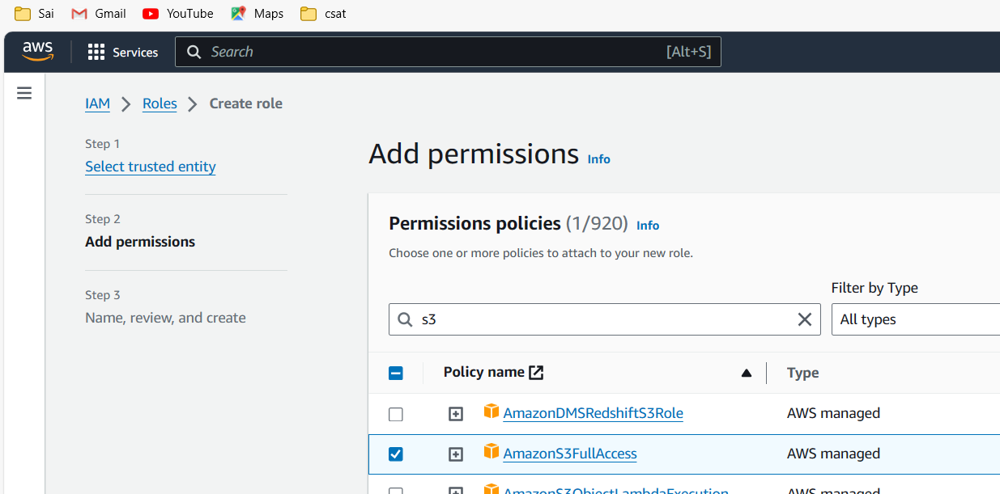 Sai Gmail YouTube Maps csat
aws Services Search [Alt+S]
IAM Roles Create role
Step 1
Select trusted entity
Step 2
Add permissions
Step 3
Name, review, and create
Add permissions Info
Permissions policies (1/920) Info
Choose one or more policies to attach to your new role.
Filter by Type
s3 All types
Policy name Type
AmazonDMSRedshiftS3Role AWS managed
AmazonS3FullAccess AWS managed
AmazonS3ObjectLambdaExecution AWS managed